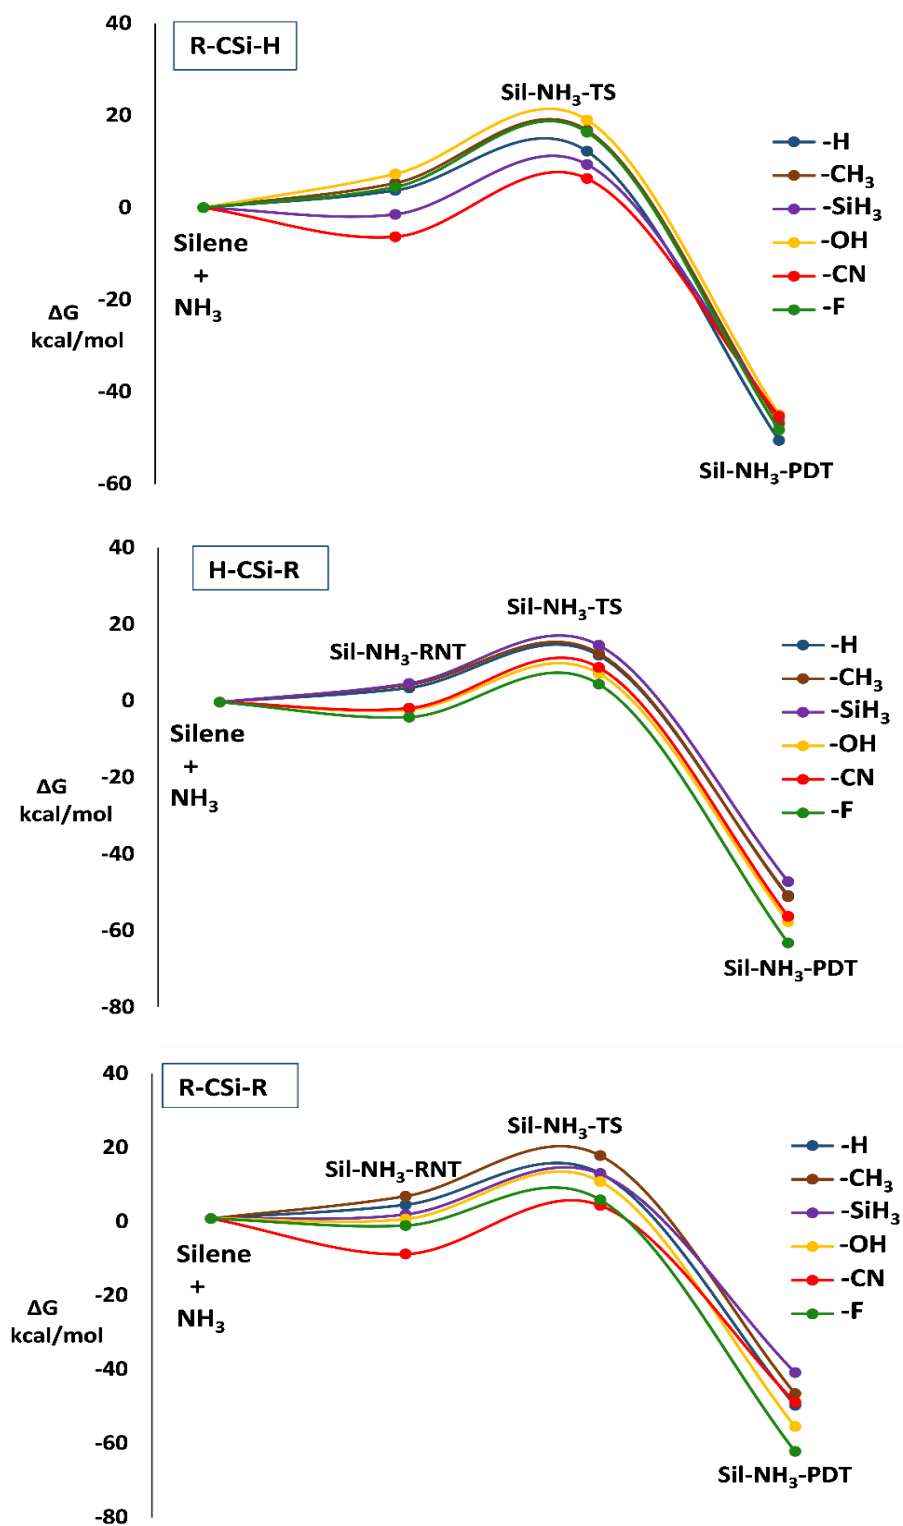 40
R-CSi-H
Sil-NH₃-TS
20
-H
-CH₃
0
-SiH₃
Silene
-OH
+
-CN
-20
NH₃
-F
ΔG
kcal/mol
-40
Sil-NH₃-PDT
-60
40
H-CSi-R
Sil-NH₃-TS
20
Sil-NH₃-RNT
-H
-CH₃
0
-SiH₃
Silene
-OH
+
-20
-CN
ΔG
NH₃
kcal/mol
-F
-40
-60
Sil-NH₃-PDT
-80
40
R-CSi-R
Sil-NH₃-TS
20
-H
Sil-NH₃-RNT
-CH₃
0
-SiH₃
Silene
-OH
+
-20
-CN
ΔG
NH₃
-F
kcal/mol
-40
-60
Sil-NH₃-PDT
-80